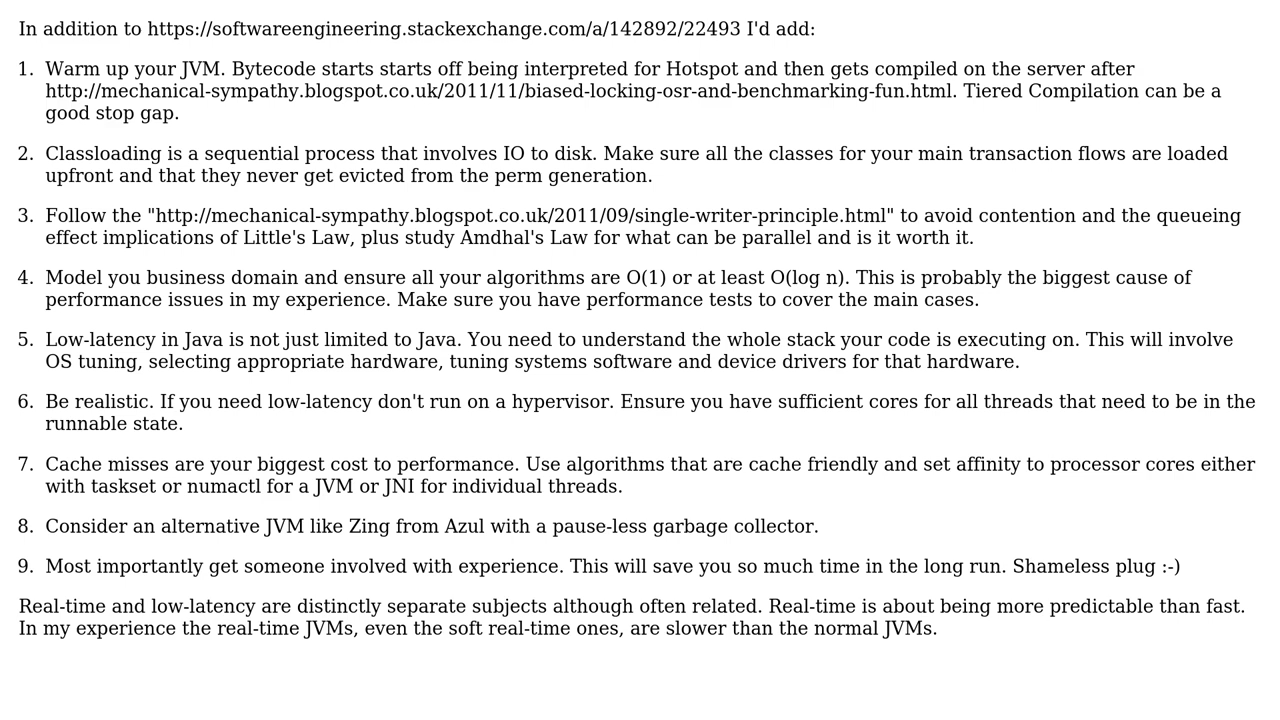 In addition to https://softwareengineering.stackexchange.com/a/142892/22493 I'd add:
1. Warm up your JVM. Bytecode starts starts off being interpreted for Hotspot and then gets compiled on the server after
http://mechanical-sympathy.blogspot.co.uk/2011/11/biased-locking-osr-and-benchmarking-fun.html. Tiered Compilation can be a
good stop gap.
2. Classloading is a sequential process that involves IO to disk. Make sure all the classes for your main transaction flows are loaded
upfront and that they never get evicted from the perm generation.
3. Follow the "http://mechanical-sympathy.blogspot.co.uk/2011/09/single-writer-principle.html" to avoid contention and the queueing
effect implications of Little's Law, plus study Amdhal's Law for what can be parallel and is it worth it.
4. Model you business domain and ensure all your algorithms are O(1) or at least O(log n). This is probably the biggest cause of
performance issues in my experience. Make sure you have performance tests to cover the main cases.
5. Low-latency in Java is not just limited to Java. You need to understand the whole stack your code is executing on. This will involve
OS tuning, selecting appropriate hardware, tuning systems software and device drivers for that hardware.
6. Be realistic. If you need low-latency don't run on a hypervisor. Ensure you have sufficient cores for all threads that need to be in the
runnable state.
7. Cache misses are your biggest cost to performance. Use algorithms that are cache friendly and set affinity to processor cores either
with taskset or numactl for a JVM or JNI for individual threads.
8. Consider an alternative JVM like Zing from Azul with a pause-less garbage collector.
9. Most importantly get someone involved with experience. This will save you so much time in the long run. Shameless plug :-)
Real-time and low-latency are distinctly separate subjects although often related. Real-time is about being more predictable than fast.
In my experience the real-time JVMs, even the soft real-time ones, are slower than the normal JVMs.